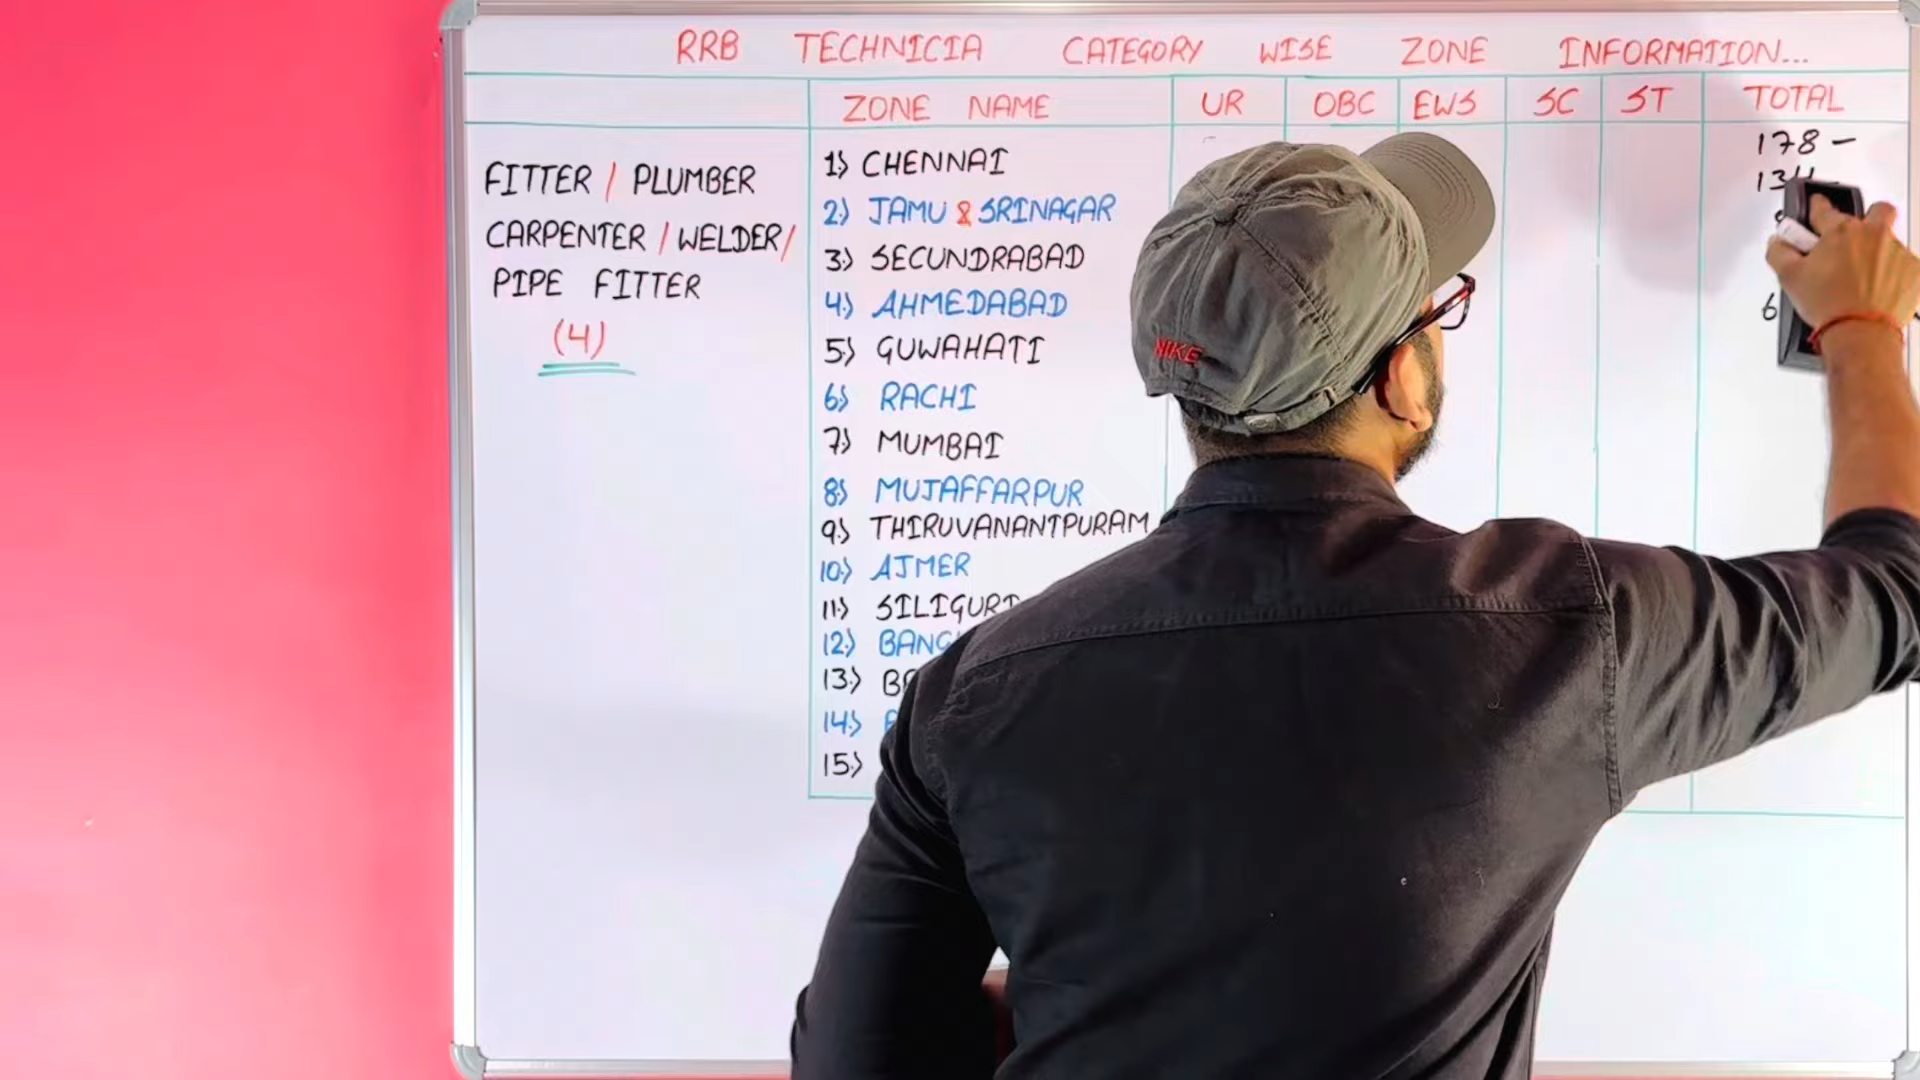 RRB TECHNICIA CATEGORY WISE ZONE INFORMATION...
ZONE NAME UR OBC EWS SC ST TOTAL
FITTER / PLUMBER
CARPENTER / WELDER /
PIPE FITTER
(4)
1) CHENNAI
2) JAMU & SRINAGAR
3) SECUNDRABAD
4) AHMEDABAD
5) GUWAHATI
6) RACHI
7) MUMBAI
8) MUJAFFARPUR
9) THIRUVANANTPURAM
10) AJMER
11) SILIGURI
12)
13)
14)
15)
178 -
NIKE